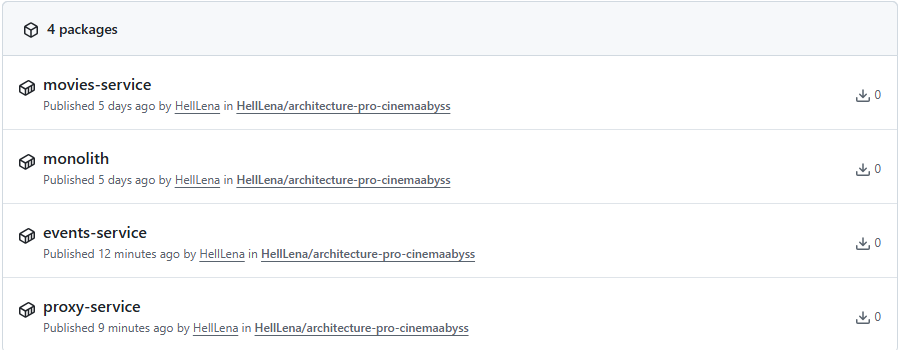 4 packages
movies-service
0
Published 5 days ago by HellLena in HellLena/architecture-pro-cinemaabyss
monolith
0
Published 5 days ago by HellLena in HellLena/architecture-pro-cinemaabyss
events-service
0
Published 12 minutes ago by HellLena in HellLena/architecture-pro-cinemaabyss
proxy-service
0
Published 9 minutes ago by HellLena in HellLena/architecture-pro-cinemaabyss